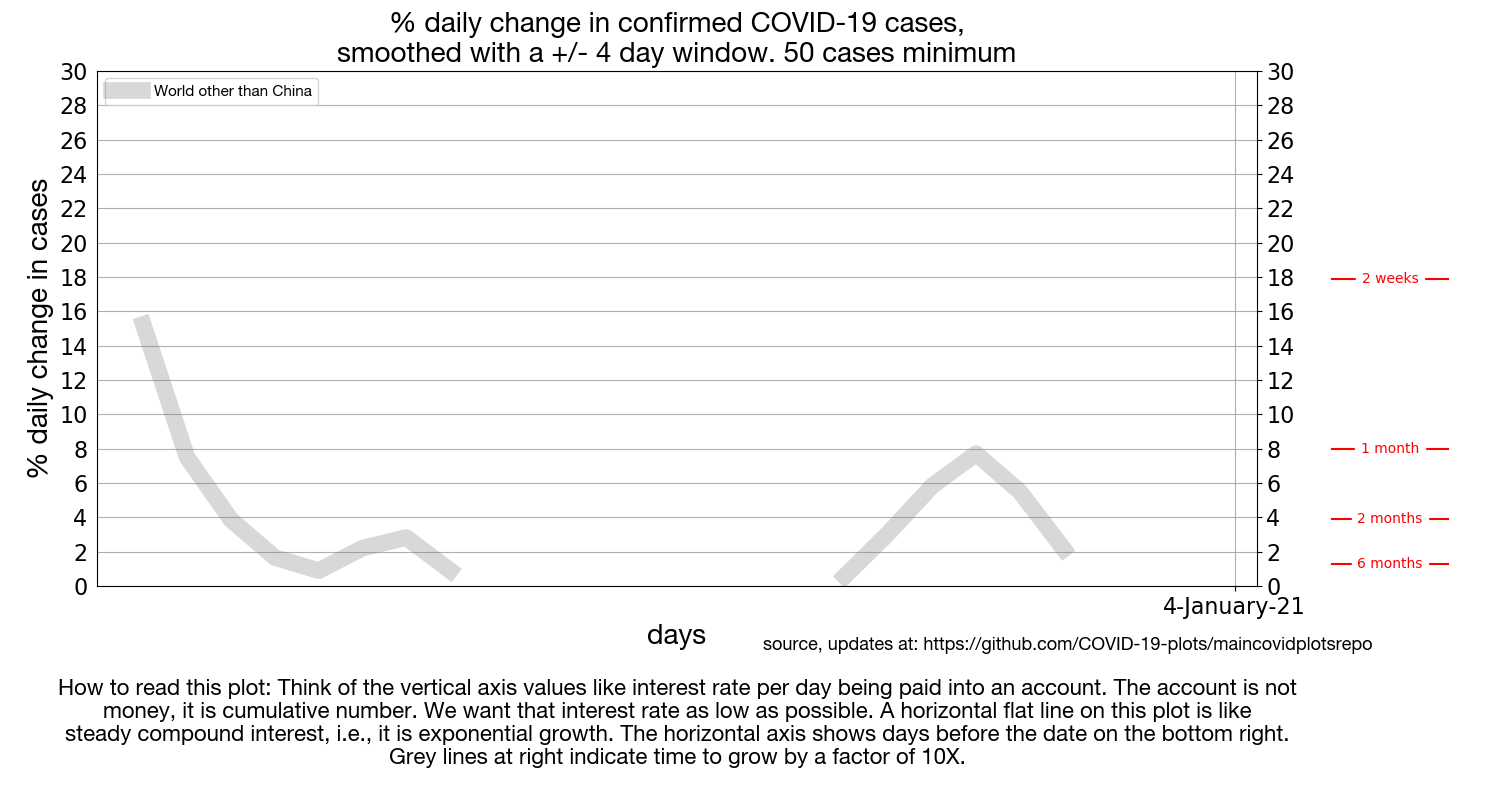 % daily change in confirmed COVID-19 cases,
smoothed with a +/- 4 day window. 50 cases minimum
World other than China
% daily change in cases
30
28
26
24
22
20
18
16
14
12
10
8
6
4
2
0
30
28
26
24
22
20
18
16
14
12
10
8
6
4
2
0
2 weeks
1 month
2 months
6 months
4-January-21
days
source, updates at: https://github.com/COVID-19-plots/maincovidplotsrepo
How to read this plot: Think of the vertical axis values like interest rate per day being paid into an account. The account is not
money, it is cumulative number. We want that interest rate as low as possible. A horizontal flat line on this plot is like
steady compound interest, i.e., it is exponential growth. The horizontal axis shows days before the date on the bottom right.
Grey lines at right indicate time to grow by a factor of 10X.